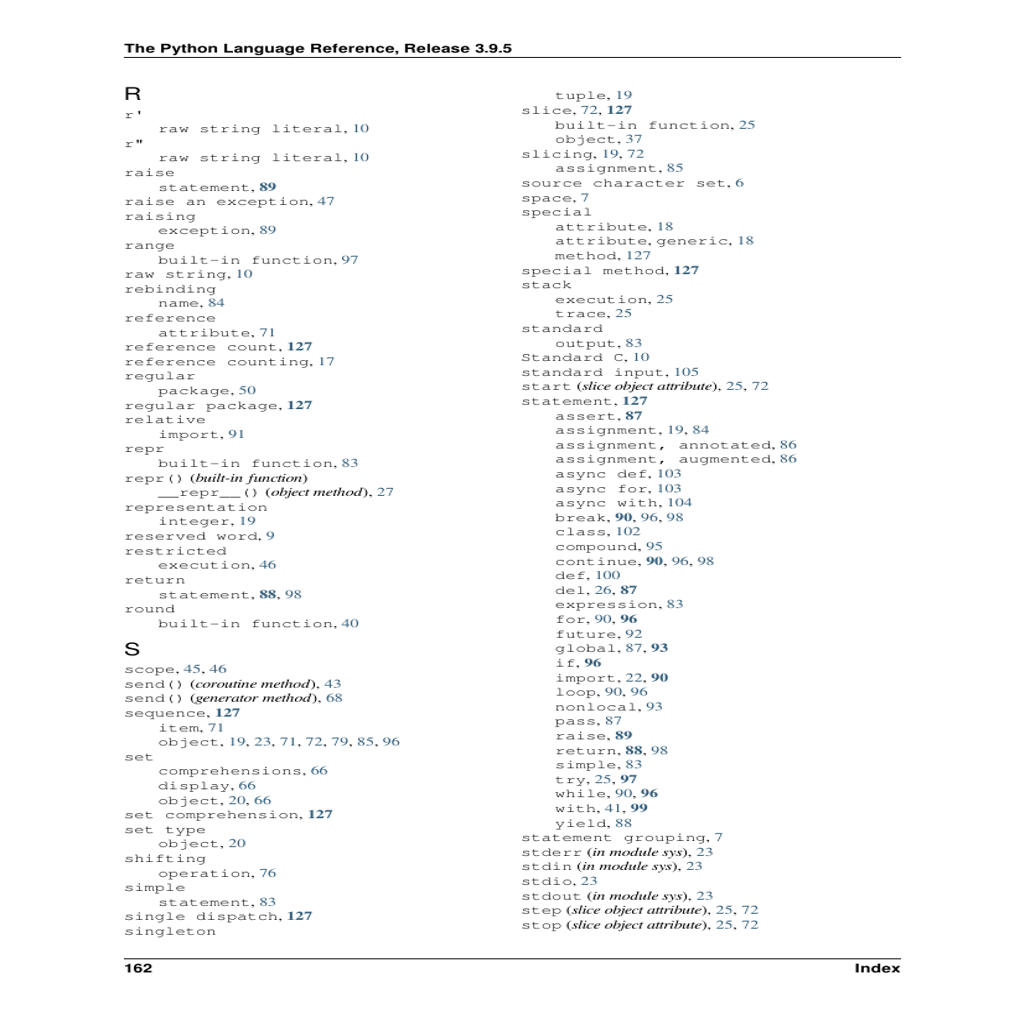 The Python Language Reference, Release 3.9.5
R
r'
raw string literal, 10
r"
raw string literal, 10
raise
statement, 89
raise an exception, 47
raising
exception, 89
range
built-in function, 97
raw string, 10
rebinding
name, 84
reference
attribute, 71
reference count, 127
reference counting, 17
regular
package, 50
regular package, 127
relative
import, 91
repr
built-in function, 83
repr() (built-in function)
__repr__() (object method), 27
representation
integer, 19
reserved word, 9
restricted
execution, 46
return
statement, 88, 98
round
built-in function, 40
S
scope, 45, 46
send() (coroutine method), 43
send() (generator method), 68
sequence, 127
item, 71
object, 19, 23, 71, 72, 79, 85, 96
set
comprehensions, 66
display, 66
object, 20, 66
set comprehension, 127
set type
object, 20
shifting
operation, 76
simple
statement, 83
single dispatch, 127
singleton
tuple, 19
slice, 72, 127
built-in function, 25
object, 37
slicing, 19, 72
assignment, 85
source character set, 6
space, 7
special
attribute, 18
attribute, generic, 18
method, 127
special method, 127
stack
execution, 25
trace, 25
standard
output, 83
Standard C, 10
standard input, 105
start (slice object attribute), 25, 72
statement, 127
assert, 87
assignment, 19, 84
assignment, annotated, 86
assignment, augmented, 86
async def, 103
async for, 103
async with, 104
break, 90, 96, 98
class, 102
compound, 95
continue, 90, 96, 98
def, 100
del, 26, 87
expression, 83
for, 90, 96
future, 92
global, 87, 93
if, 96
import, 22, 90
loop, 90, 96
nonlocal, 93
pass, 87
raise, 89
return, 88, 98
simple, 83
try, 25, 97
while, 90, 96
with, 41, 99
yield, 88
statement grouping, 7
stderr (in module sys), 23
stdin (in module sys), 23
stdio, 23
stdout (in module sys), 23
step (slice object attribute), 25, 72
stop (slice object attribute), 25, 72
162
Index